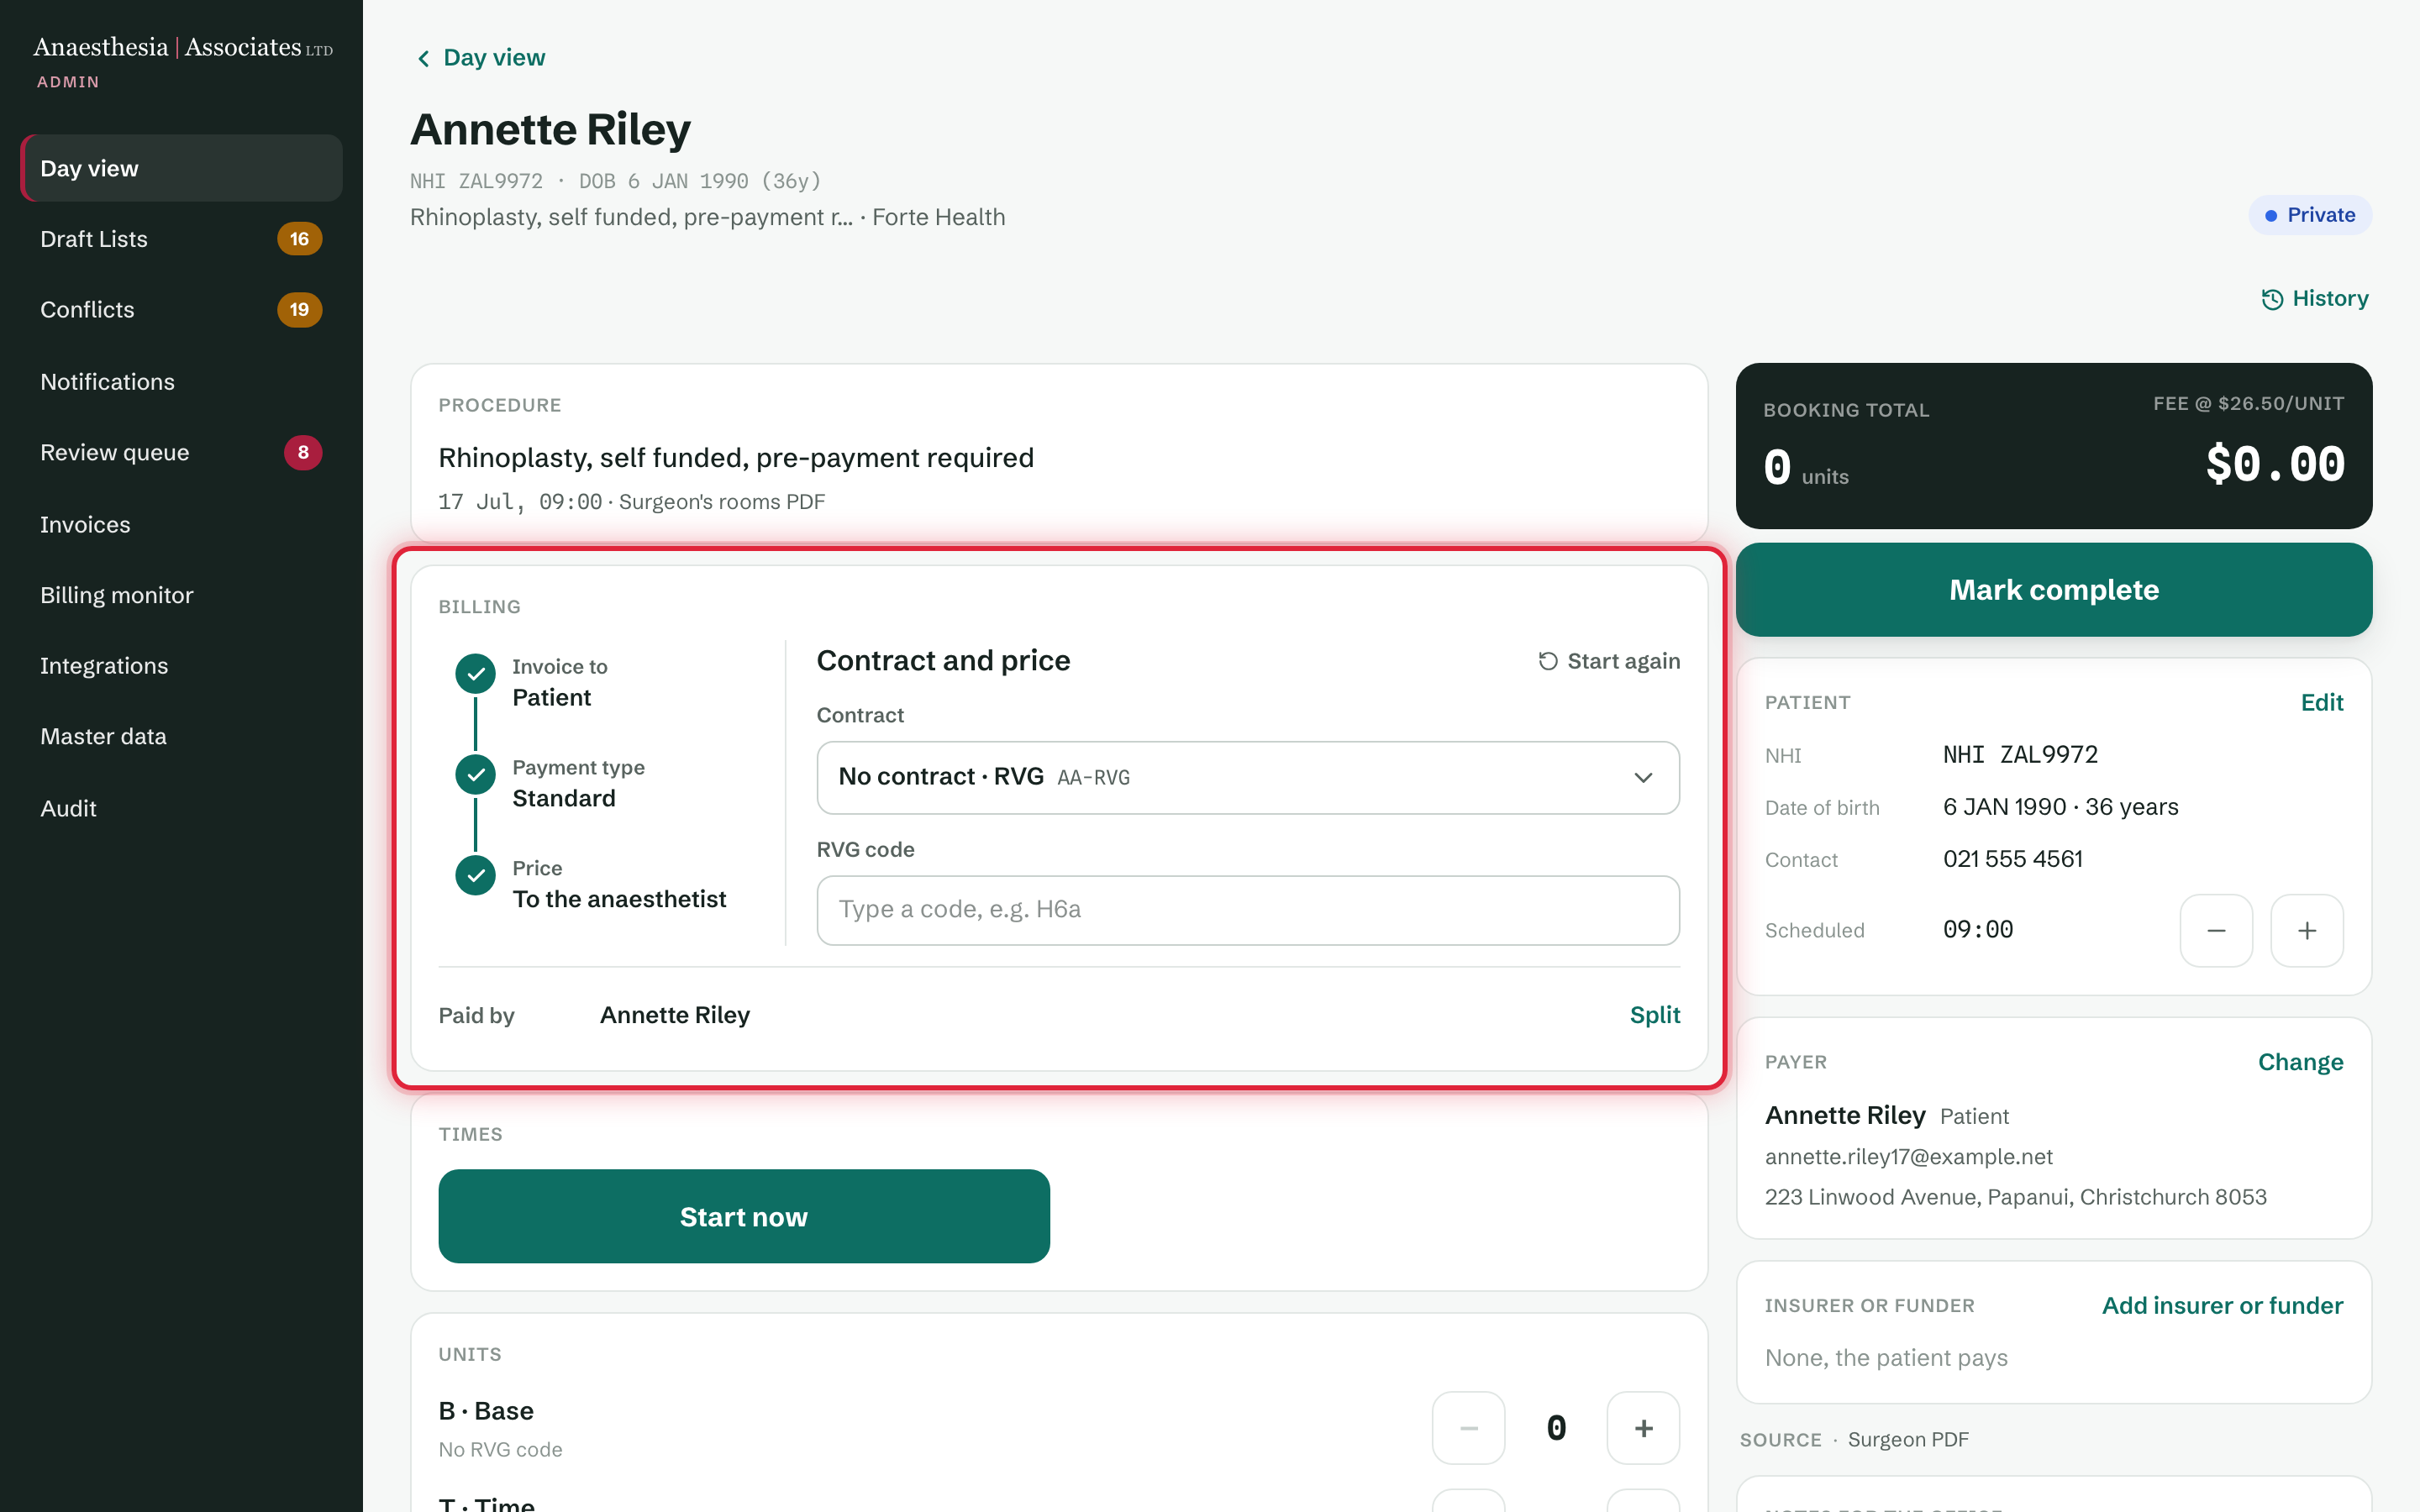 Anaesthesia | Associates LTD
ADMIN
Day view
Draft Lists 16
Conflicts 19
Notifications
Review queue 8
Invoices
Billing monitor
Integrations
Master data
Audit
Day view
Annette Riley
NHI ZAL9972 · DOB 6 JAN 1990 (36y)
Rhinoplasty, self funded, pre-payment r... · Forte Health
Private
History
PROCEDURE
Rhinoplasty, self funded, pre-payment required
17 Jul, 09:00 · Surgeon's rooms PDF
BILLING
Invoice to
Patient
Payment type
Standard
Price
To the anaesthetist
Contract and price
Start again
Contract
No contract · RVG AA-RVG
RVG code
Type a code, e.g. H6a
Paid by Annette Riley Split
TIMES
Start now
UNITS
B · Base
No RVG code
0
T · Time
BOOKING TOTAL
FEE @ $26.50/UNIT
0 units
$0.00
Mark complete
PATIENT Edit
NHI NHI ZAL9972
Date of birth 6 JAN 1990 · 36 years
Contact 021 555 4561
Scheduled 09:00
PAYER Change
Annette Riley Patient
annette.riley17@example.net
223 Linwood Avenue, Papanui, Christchurch 8053
INSURER OR FUNDER Add insurer or funder
None, the patient pays
SOURCE · Surgeon PDF